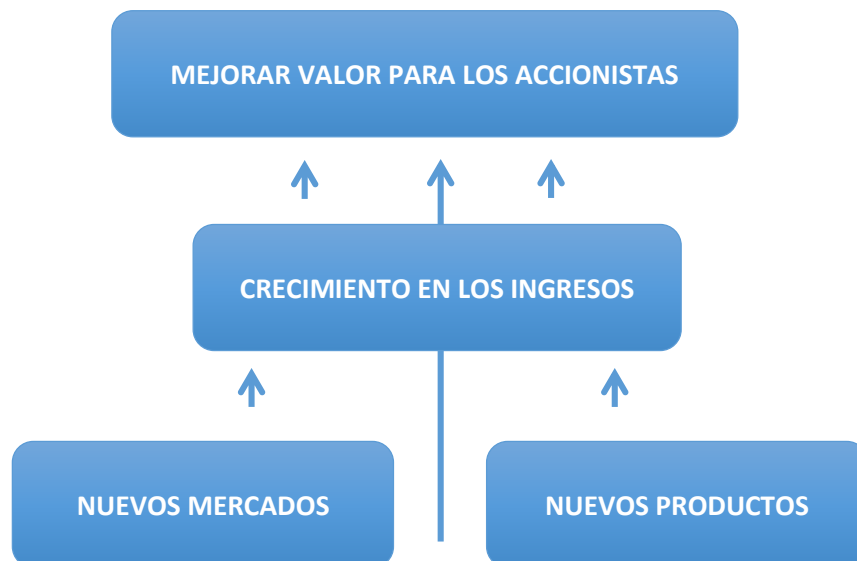 MEJORAR VALOR PARA LOS ACCIONISTAS
CRECIMIENTO EN LOS INGRESOS
NUEVOS MERCADOS
NUEVOS PRODUCTOS